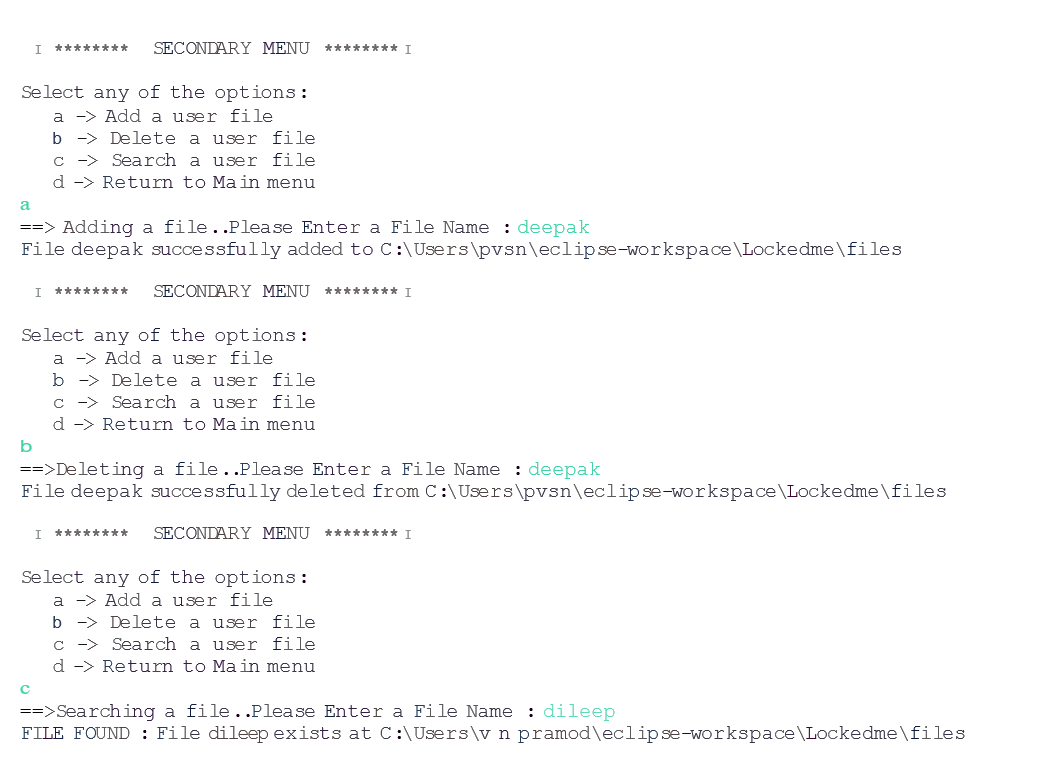 I ******** SECONDARY MENU ******** I
Select any of the options:
a -> Add a user file
b -> Delete a user file
c -> Search a user file
d -> Return to Main menu
a
==> Adding a file..Please Enter a File Name : deepak
File deepak successfully added to C:\Users\pvsn\eclipse-workspace\Lockedme\files
I ******** SECONDARY MENU ******** I
Select any of the options:
a -> Add a user file
b -> Delete a user file
c -> Search a user file
d -> Return to Main menu
b
==>Deleting a file..Please Enter a File Name : deepak
File deepak successfully deleted from C:\Users\pvsn\eclipse-workspace\Lockedme\files
I ******** SECONDARY MENU ******** I
Select any of the options:
a -> Add a user file
b -> Delete a user file
c -> Search a user file
d -> Return to Main menu
c
==>Searching a file..Please Enter a File Name : dileep
FILE FOUND : File dileep exists at C:\Users\v n pramod\eclipse-workspace\Lockedme\files